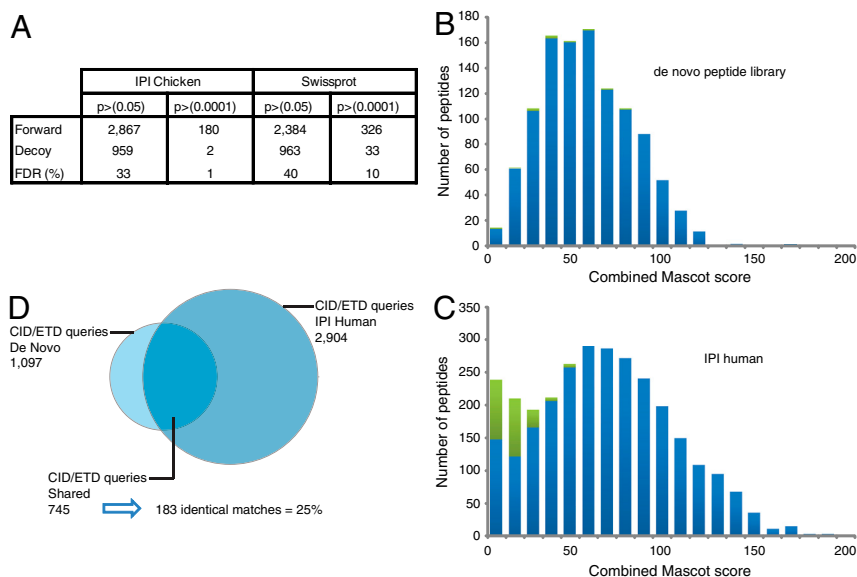 A
IPI Chicken Swissprot
p>(0.05) p>(0.0001) p>(0.05) p>(0.0001)
Forward 2,867 180 2,384 326
Decoy 959 2 963 33
FDR (%) 33 1 40 10
B
Number of peptides
180
160
140
120
100
80
60
40
20
0
de novo peptide library
0 50 100 150 200
Combined Mascot score
C
Number of peptides
350
300
250
200
150
100
50
0
IPI human
0 50 100 150 200
Combined Mascot score
D
CID/ETD queries
De Novo
1,097
CID/ETD queries
IPI Human
2,904
CID/ETD queries
Shared
745
183 identical matches = 25%